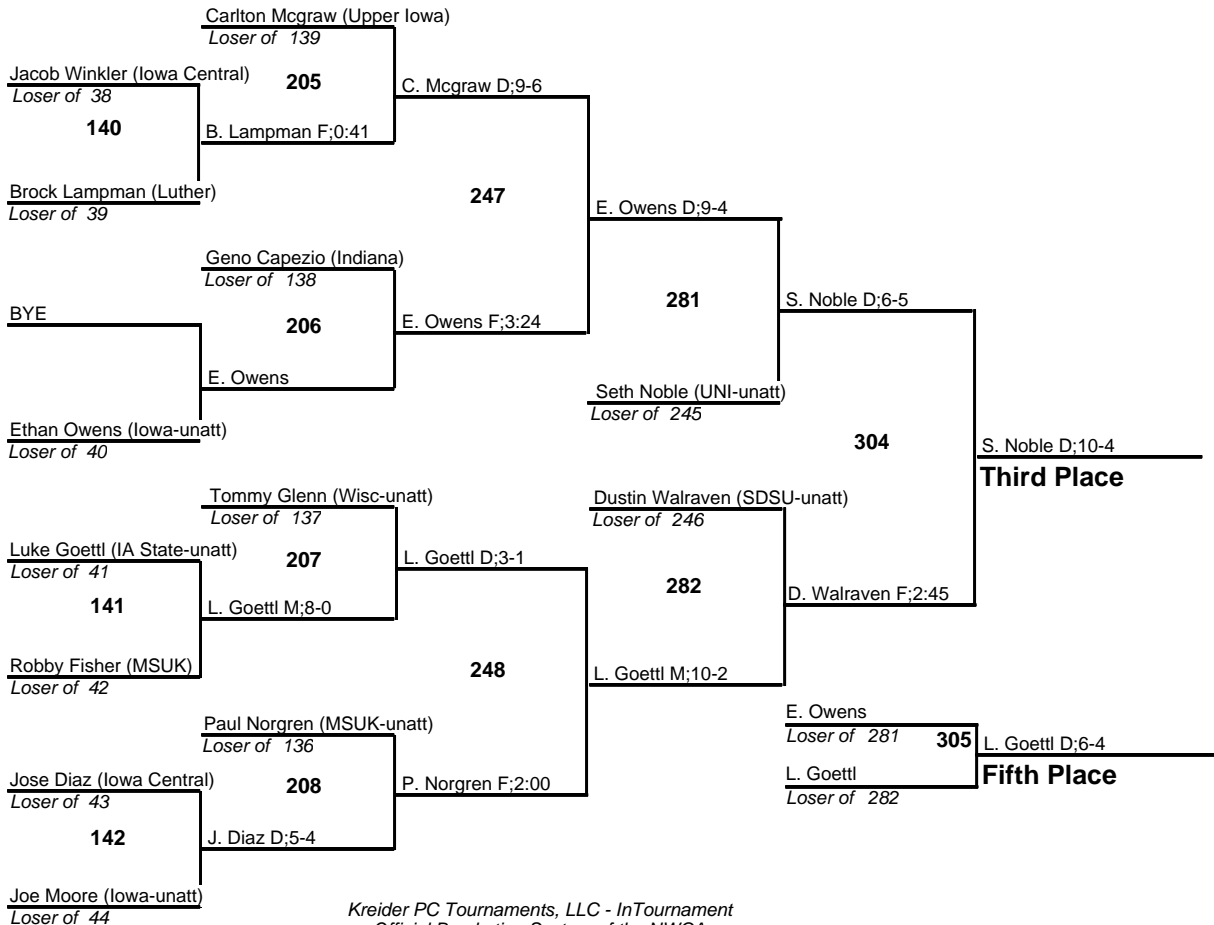 Carlton Mcgraw (Upper Iowa)
Loser of 139
Jacob Winkler (Iowa Central)
Loser of 38
205
C. Mcgraw D;9-6
140
B. Lampman F;0:41
Brock Lampman (Luther)
Loser of 39
247
E. Owens D;9-4
Geno Capezio (Indiana)
Loser of 138
BYE
206
E. Owens F;3:24
281
S. Noble D;6-5
E. Owens
Seth Noble (UNI-unatt)
Loser of 245
Ethan Owens (Iowa-unatt)
Loser of 40
304
S. Noble D;10-4
Third Place
Tommy Glenn (Wisc-unatt)
Loser of 137
Dustin Walraven (SDSU-unatt)
Loser of 246
Luke Goettl (IA State-unatt)
Loser of 41
207
L. Goettl D;3-1
282
D. Walraven F;2:45
141
L. Goettl M;8-0
Robby Fisher (MSUK)
Loser of 42
248
L. Goettl M;10-2
Paul Norgren (MSUK-unatt)
Loser of 136
E. Owens
Loser of 281
305
L. Goettl D;6-4
Fifth Place
L. Goettl
Loser of 282
Jose Diaz (Iowa Central)
Loser of 43
208
P. Norgren F;2:00
142
J. Diaz D;5-4
Joe Moore (Iowa-unatt)
Loser of 44
Kreider PC Tournaments, LLC - InTournament